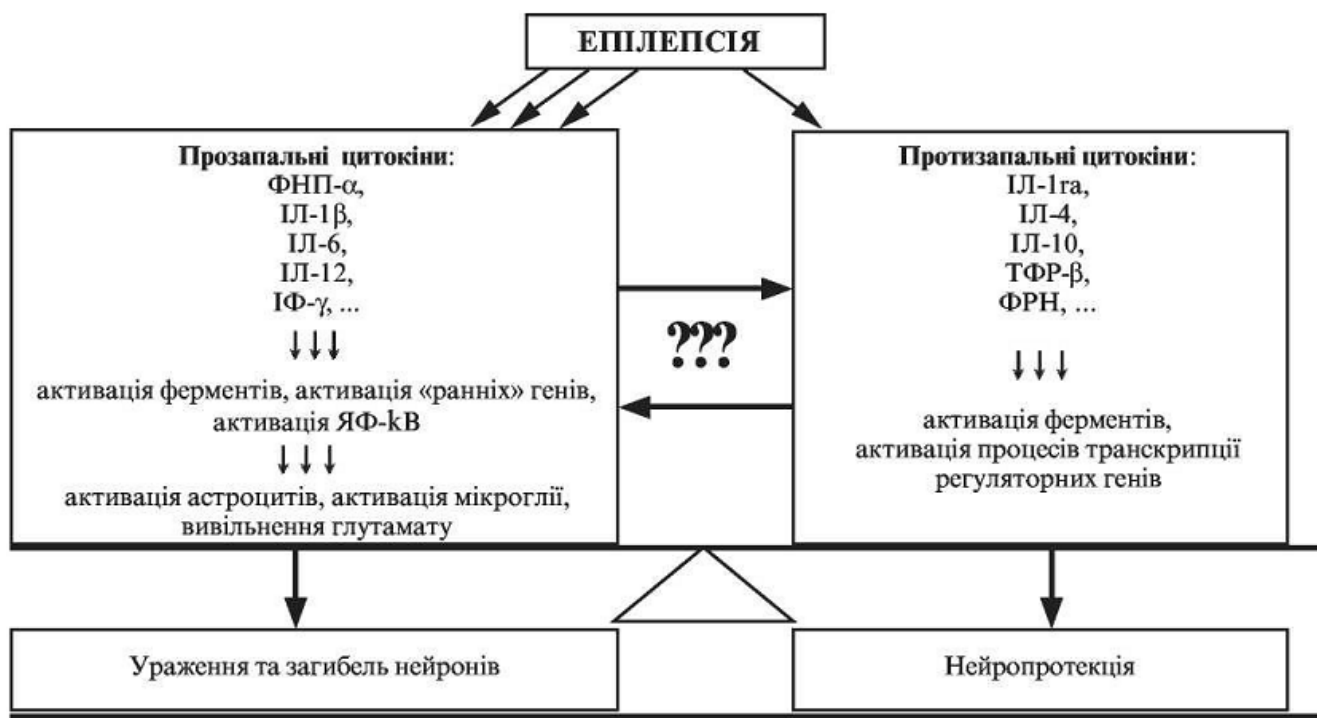 ЕПІЛЕПСІЯ
Прозапальні цитокіни:
ФНП-α,
ІЛ-1β,
ІЛ-6,
ІЛ-12,
ІФ-γ, ...
активація ферментів, активація «ранніх» генів,
активація ЯФ-kB
активація астроцитів, активація мікроглії,
вивільнення глутамату
???
Протизапальні цитокіни:
ІЛ-1ra,
ІЛ-4,
ІЛ-10,
ТФР-β,
ФРН, ...
активація ферментів,
активація процесів транскрипції
регуляторних генів
Ураження та загибель нейронів
Нейропротекція